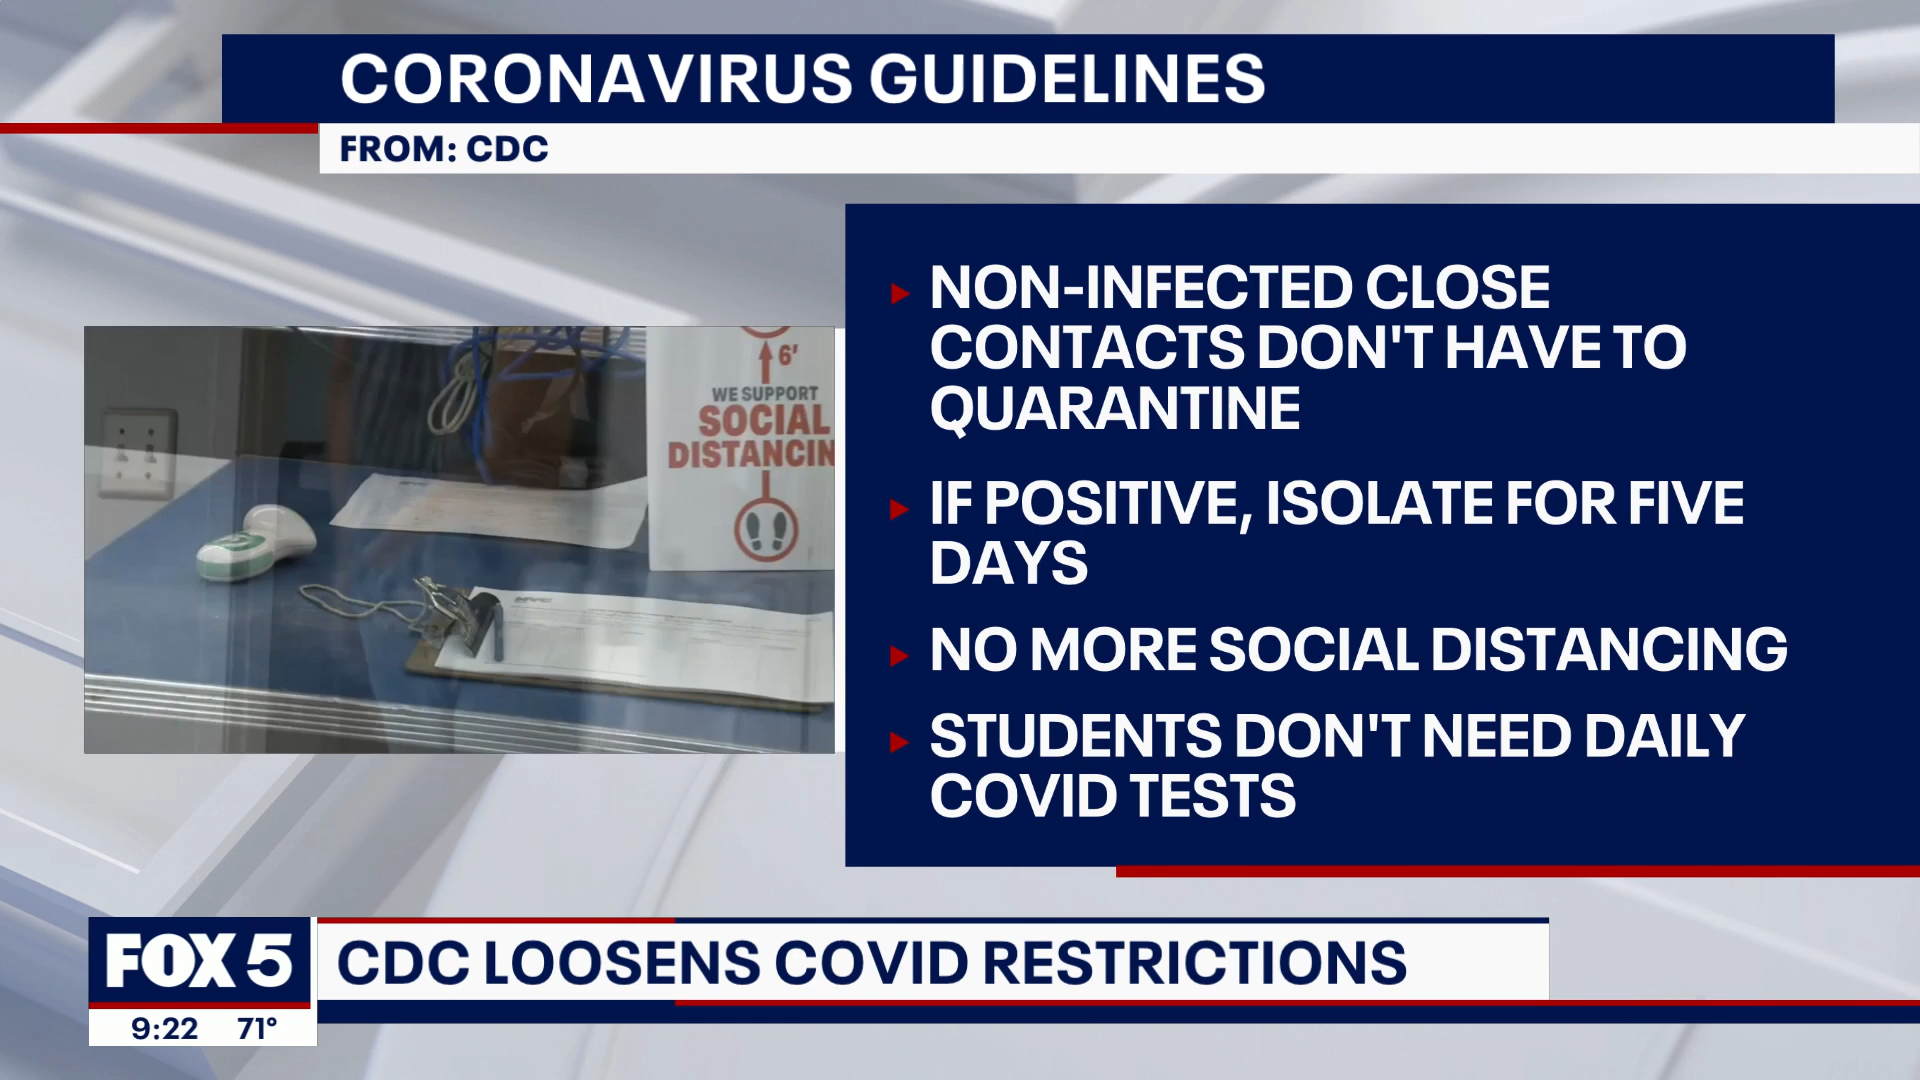 CORONAVIRUS GUIDELINES
FROM: CDC
NON-INFECTED CLOSE
CONTACTS DON'T HAVE TO
QUARANTINE
IF POSITIVE, ISOLATE FOR FIVE
DAYS
NO MORE SOCIAL DISTANCING
STUDENTS DON'T NEED DAILY
COVID TESTS
6'
WE SUPPORT
SOCIAL
DISTANCIN
FOX 5
CDC LOOSENS COVID RESTRICTIONS
9:22 71°